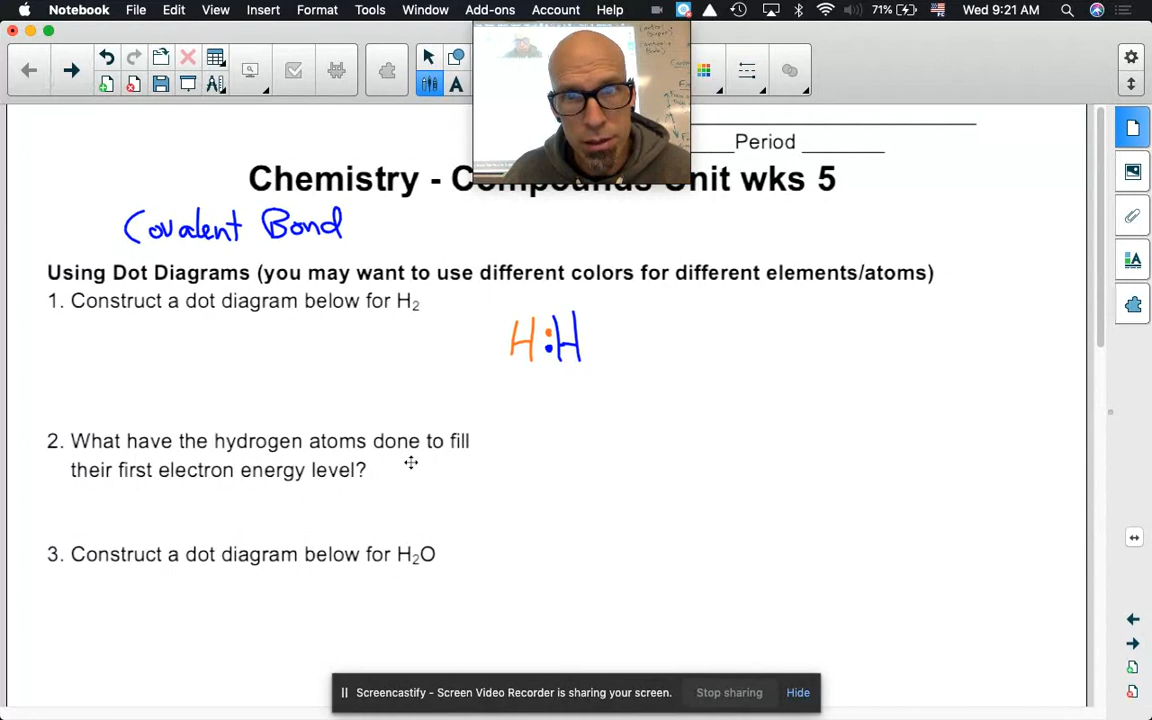 Notebook File Edit View Insert Format Tools Window Add-ons Account Help 71% Wed 9:21 AM
Period
Chemistry - Compounds Unit wks 5
Covalent Bond
Using Dot Diagrams (you may want to use different colors for different elements/atoms)
1. Construct a dot diagram below for H₂
H:H
2. What have the hydrogen atoms done to fill
their first electron energy level?
3. Construct a dot diagram below for H₂O
Screencastify - Screen Video Recorder is sharing your screen. Stop sharing Hide